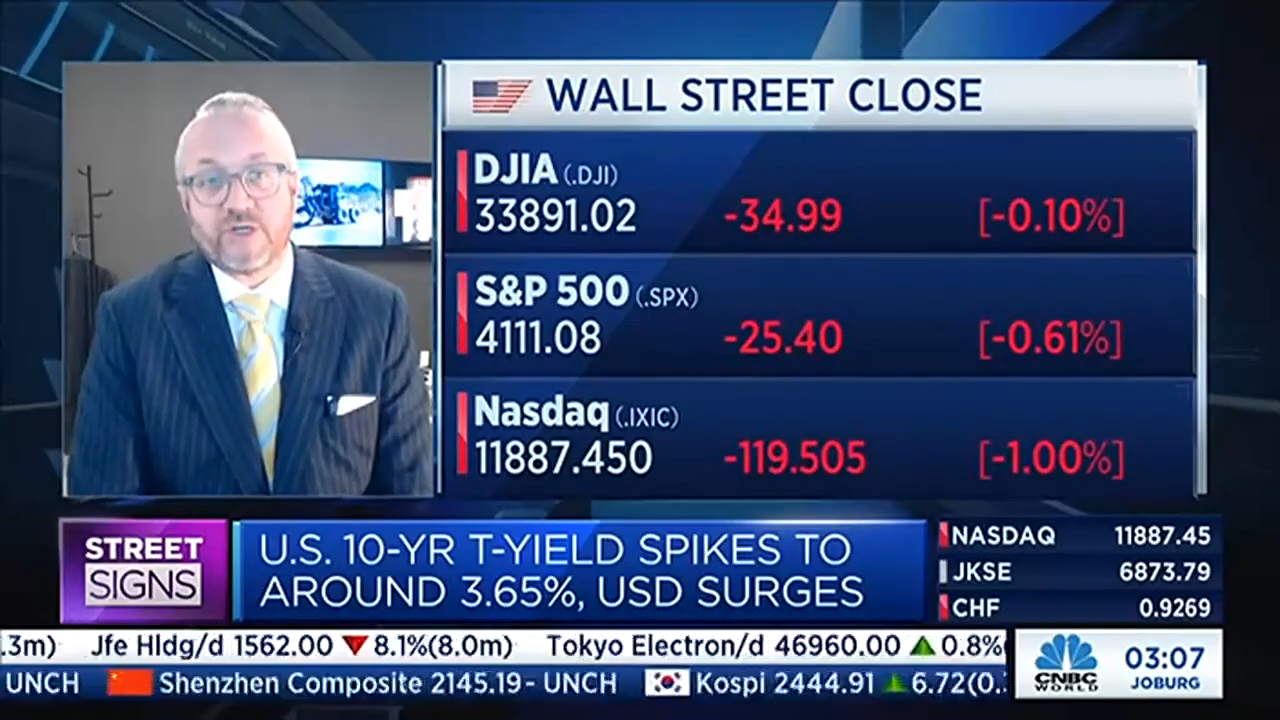 WALL STREET CLOSE
DJIA (.DJI)
33891.02 -34.99 [-0.10%]
S&P 500 (.SPX)
4111.08 -25.40 [-0.61%]
Nasdaq (.IXIC)
11887.450 -119.505 [-1.00%]
STREET
SIGNS
U.S. 10-YR T-YIELD SPIKES TO
AROUND 3.65%, USD SURGES
NASDAQ 11887.45
JKSE 6873.79
CHF 0.9269
.3m) Jfe Hldg/d 1562.00 ▼ 8.1%(8.0m) Tokyo Electron/d 46960.00 ▲ 0.8%(
UNCH Shenzhen Composite 2145.19 - UNCH Kospi 2444.91 ▲ 6.72(0.
CNBC
WORLD
03:07
JOBURG